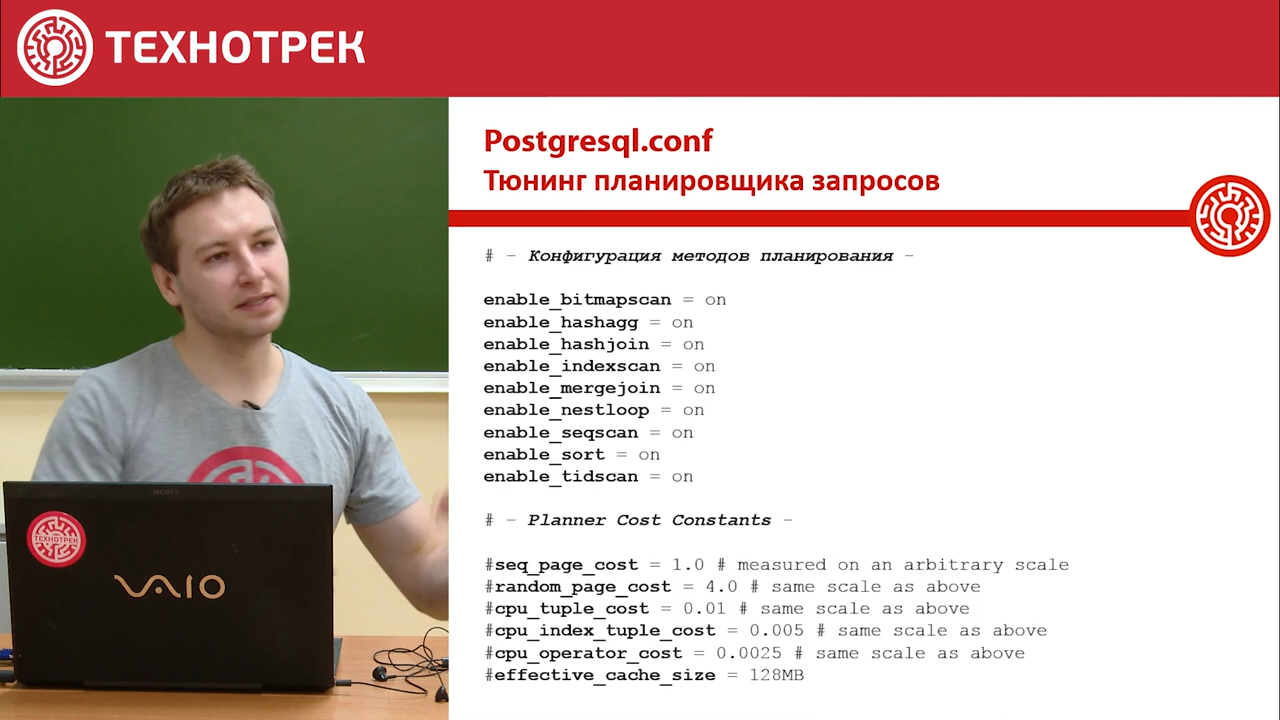 ТЕХНОТРЕК
Postgresql.conf
Тюнинг планировщика запросов
# - Конфигурация методов планирования -
enable_bitmapscan = on
enable_hashagg = on
enable_hashjoin = on
enable_indexscan = on
enable_mergejoin = on
enable_nestloop = on
enable_seqscan = on
enable_sort = on
enable_tidscan = on
# - Planner Cost Constants -
#seq_page_cost = 1.0 # measured on an arbitrary scale
#random_page_cost = 4.0 # same scale as above
#cpu_tuple_cost = 0.01 # same scale as above
#cpu_index_tuple_cost = 0.005 # same scale as above
#cpu_operator_cost = 0.0025 # same scale as above
#effective_cache_size = 128MB
SONY
ТЕХНОТРЕК
VAIO